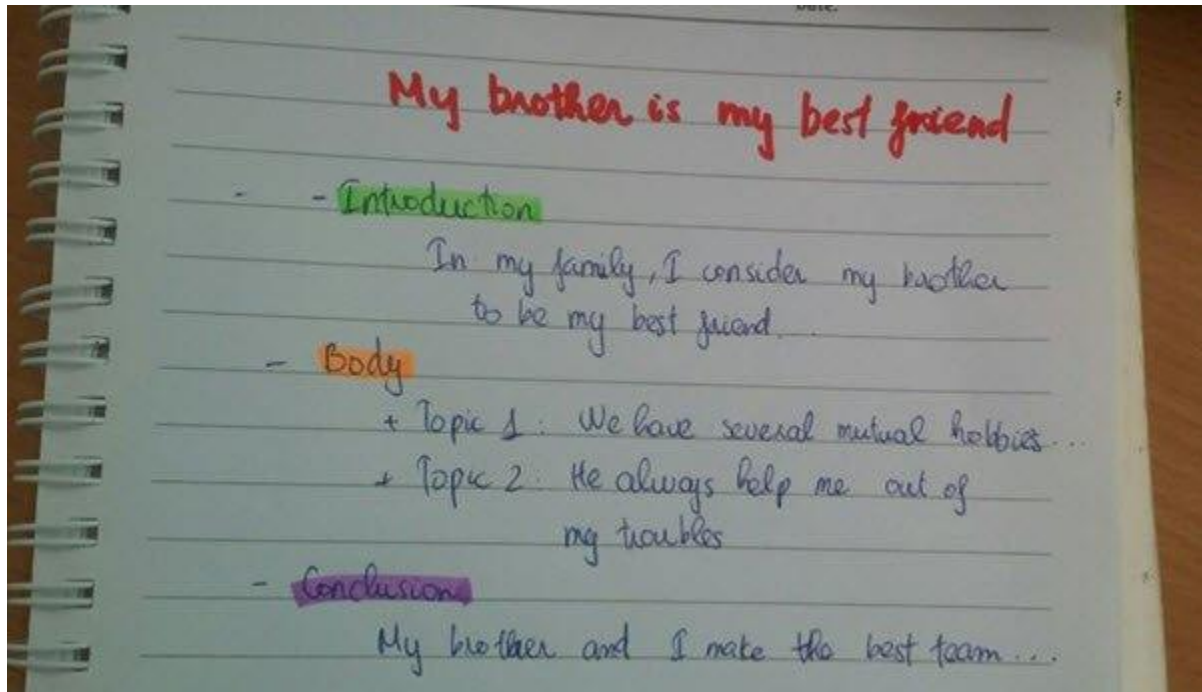 Date:
My brother is my best friend
- - Introduction
In my family, I consider my brother
to be my best friend...
- Body
+ Topic 1: We have several mutual hobbies...
+ Topic 2: He always help me out of
my troubles
- Conclusion
My brother and I make the best team...